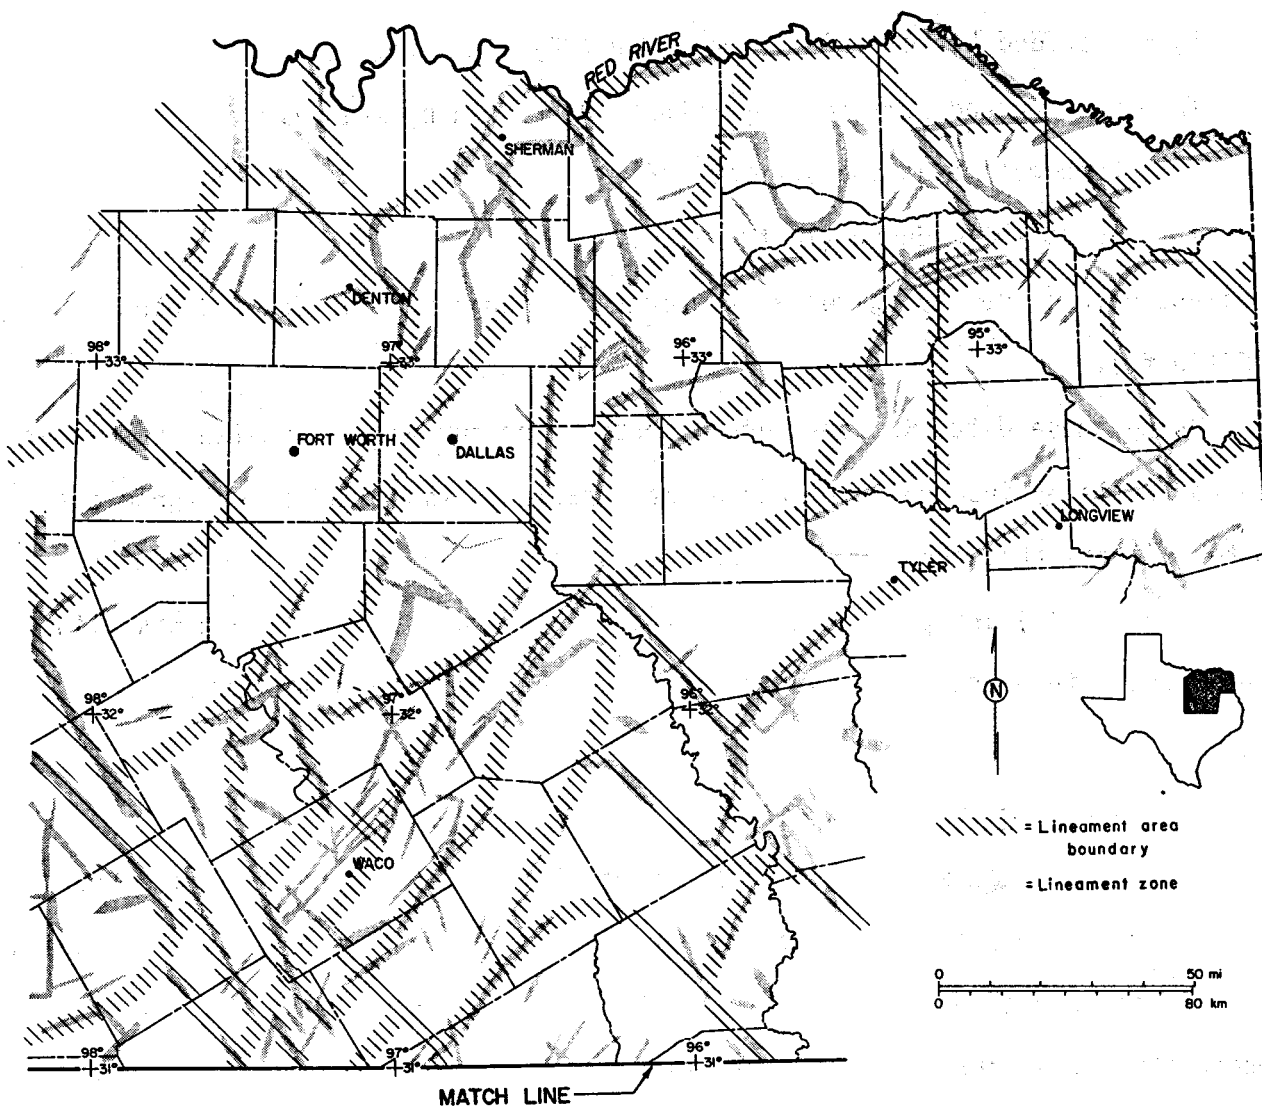 RED RIVER
SHERMAN
DENTON
98°
33°
97°
33°
96°
33°
95°
33°
FORT WORTH
DALLAS
LONGVIEW
TYLER
98°
32°
97°
32°
96°
32°
N
= Lineament area
boundary
= Lineament zone
WACO
0 50 mi
0 80 km
98°
31°
97°
31°
96°
31°
MATCH LINE